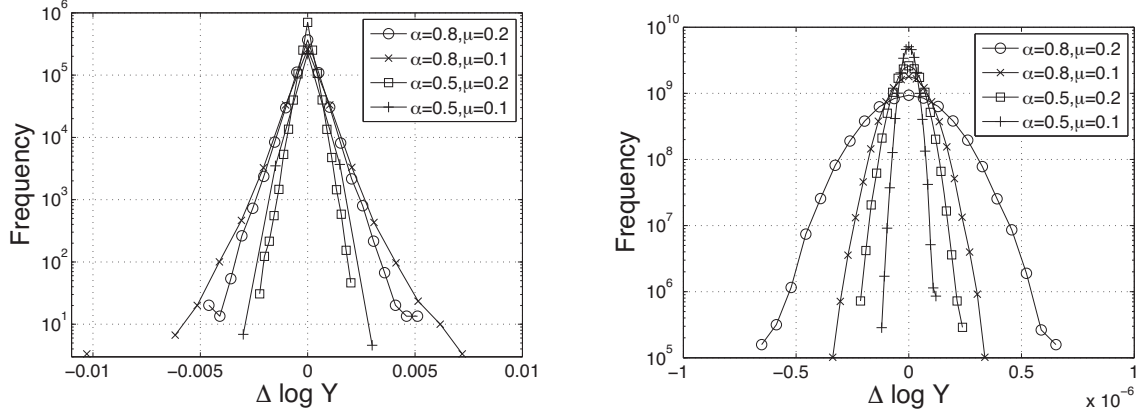 10^6
10^5
10^4
10^3
10^2
10^1
Frequency
−0.01
−0.005
0
0.005
0.01
Δ log Y
α=0.8,μ=0.2
α=0.8,μ=0.1
α=0.5,μ=0.2
α=0.5,μ=0.1
10^10
10^9
10^8
10^7
10^6
10^5
Frequency
−1
−0.5
0
0.5
1
x 10^−6
Δ log Y
α=0.8,μ=0.2
α=0.8,μ=0.1
α=0.5,μ=0.2
α=0.5,μ=0.1